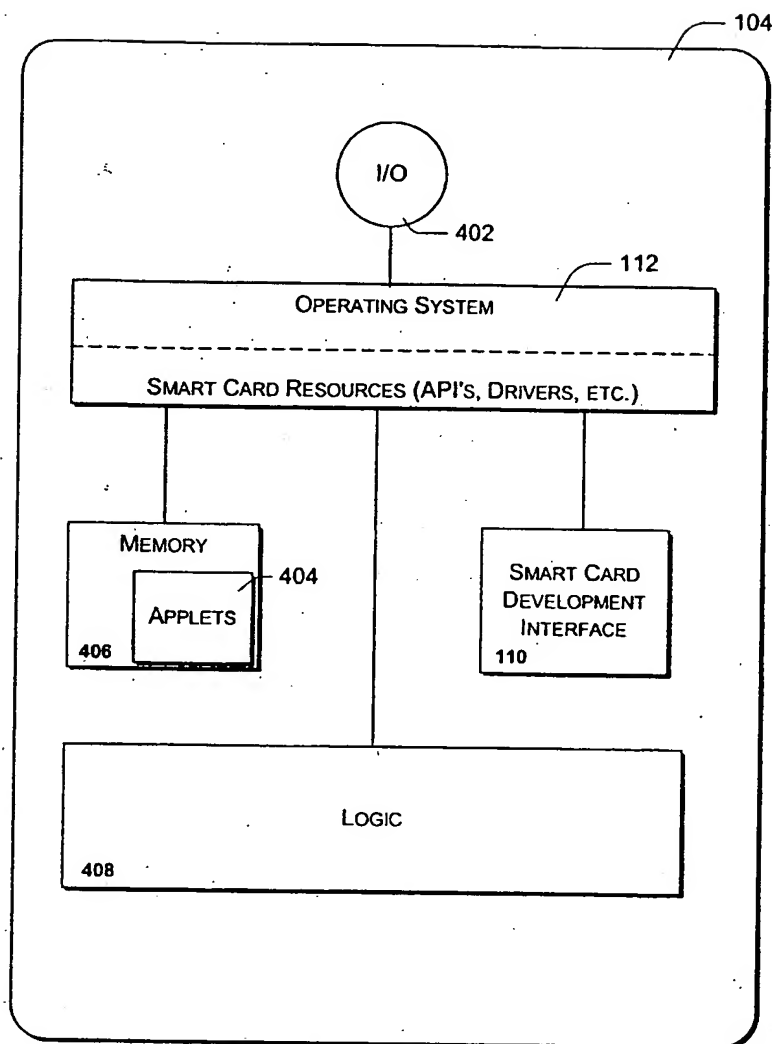 104
I/O
402
112
OPERATING SYSTEM
SMART CARD RESOURCES (API'S, DRIVERS, ETC.)
MEMORY
404
APPLETS
406
SMART CARD
DEVELOPMENT
INTERFACE
110
LOGIC
408